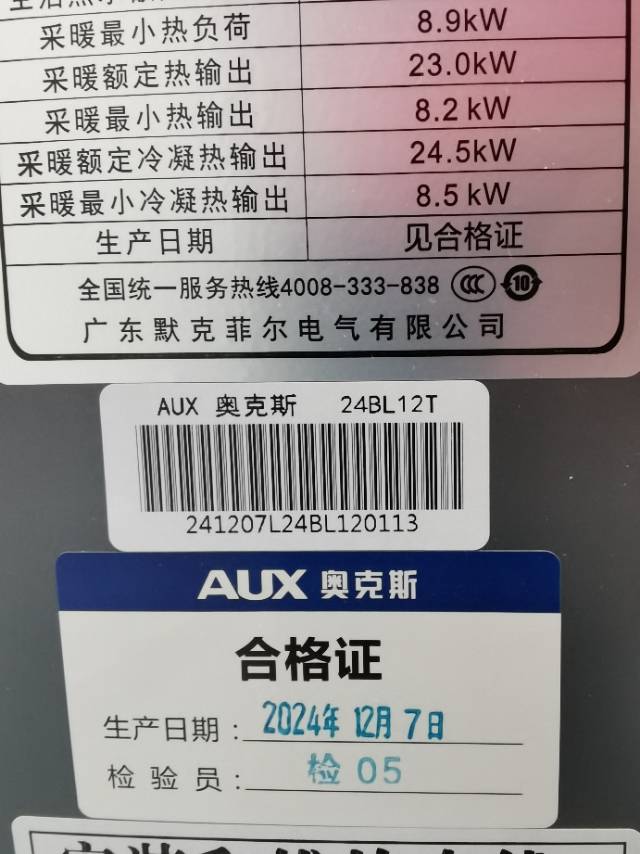 采暖最小热负荷 8.9kW
采暖额定热输出 23.0kW
采暖最小热输出 8.2kW
采暖额定冷凝热输出 24.5kW
采暖最小冷凝热输出 8.5kW
生产日期 见合格证
全国统一服务热线4008-333-838 CCC 10
广东默克菲尔电气有限公司
AUX 奥克斯 24BL12T
241207L24BL120113
AUX 奥克斯
合格证
生产日期：2024年12月7日
检验员：检05